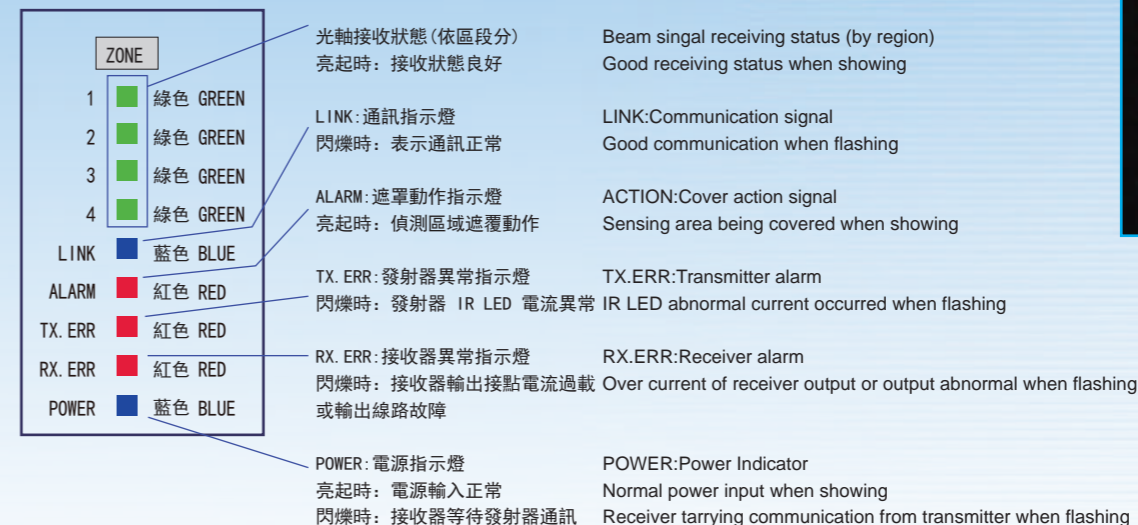 ZONE
1 綠色 GREEN
2 綠色 GREEN
3 綠色 GREEN
4 綠色 GREEN
LINK 藍色 BLUE
ALARM 紅色 RED
TX. ERR 紅色 RED
RX. ERR 紅色 RED
POWER 藍色 BLUE
光軸接收狀態(依區段分) Beam singal receiving status (by region)
亮起時: 接收狀態良好 Good receiving status when showing
LINK:通訊指示燈 LINK:Communication signal
閃爍時: 表示通訊正常 Good communication when flashing
ALARM:遮罩動作指示燈 ACTION:Cover action signal
亮起時: 偵測區域遮覆動作 Sensing area being covered when showing
TX. ERR:發射器異常指示燈 TX.ERR:Transmitter alarm
閃爍時: 發射器 IR LED 電流異常 IR LED abnormal current occurred when flashing
RX. ERR:接收器異常指示燈 RX.ERR:Receiver alarm
閃爍時: 接收器輸出接點電流過載 Over current of receiver output or output abnormal when flashing
或輸出線路故障
POWER:電源指示燈 POWER:Power Indicator
亮起時: 電源輸入正常 Normal power input when showing
閃爍時: 接收器等待發射器通訊 Receiver tarrying communication from transmitter when flashing